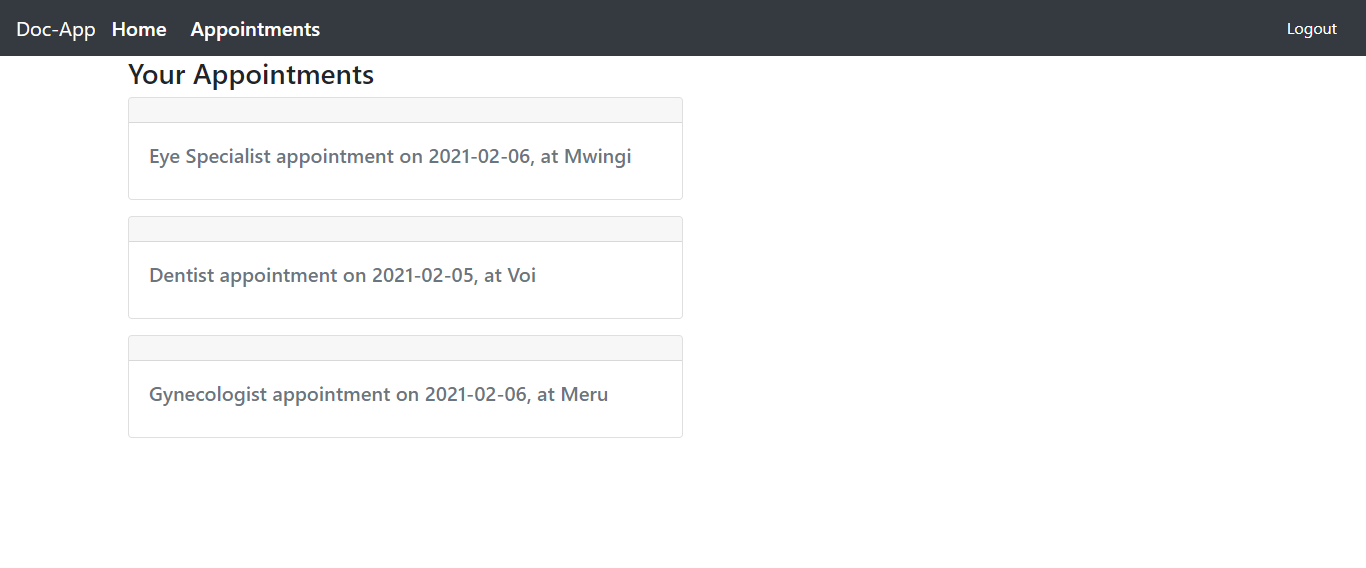 Doc-App Home Appointments Logout
Your Appointments
Eye Specialist appointment on 2021-02-06, at Mwingi
Dentist appointment on 2021-02-05, at Voi
Gynecologist appointment on 2021-02-06, at Meru